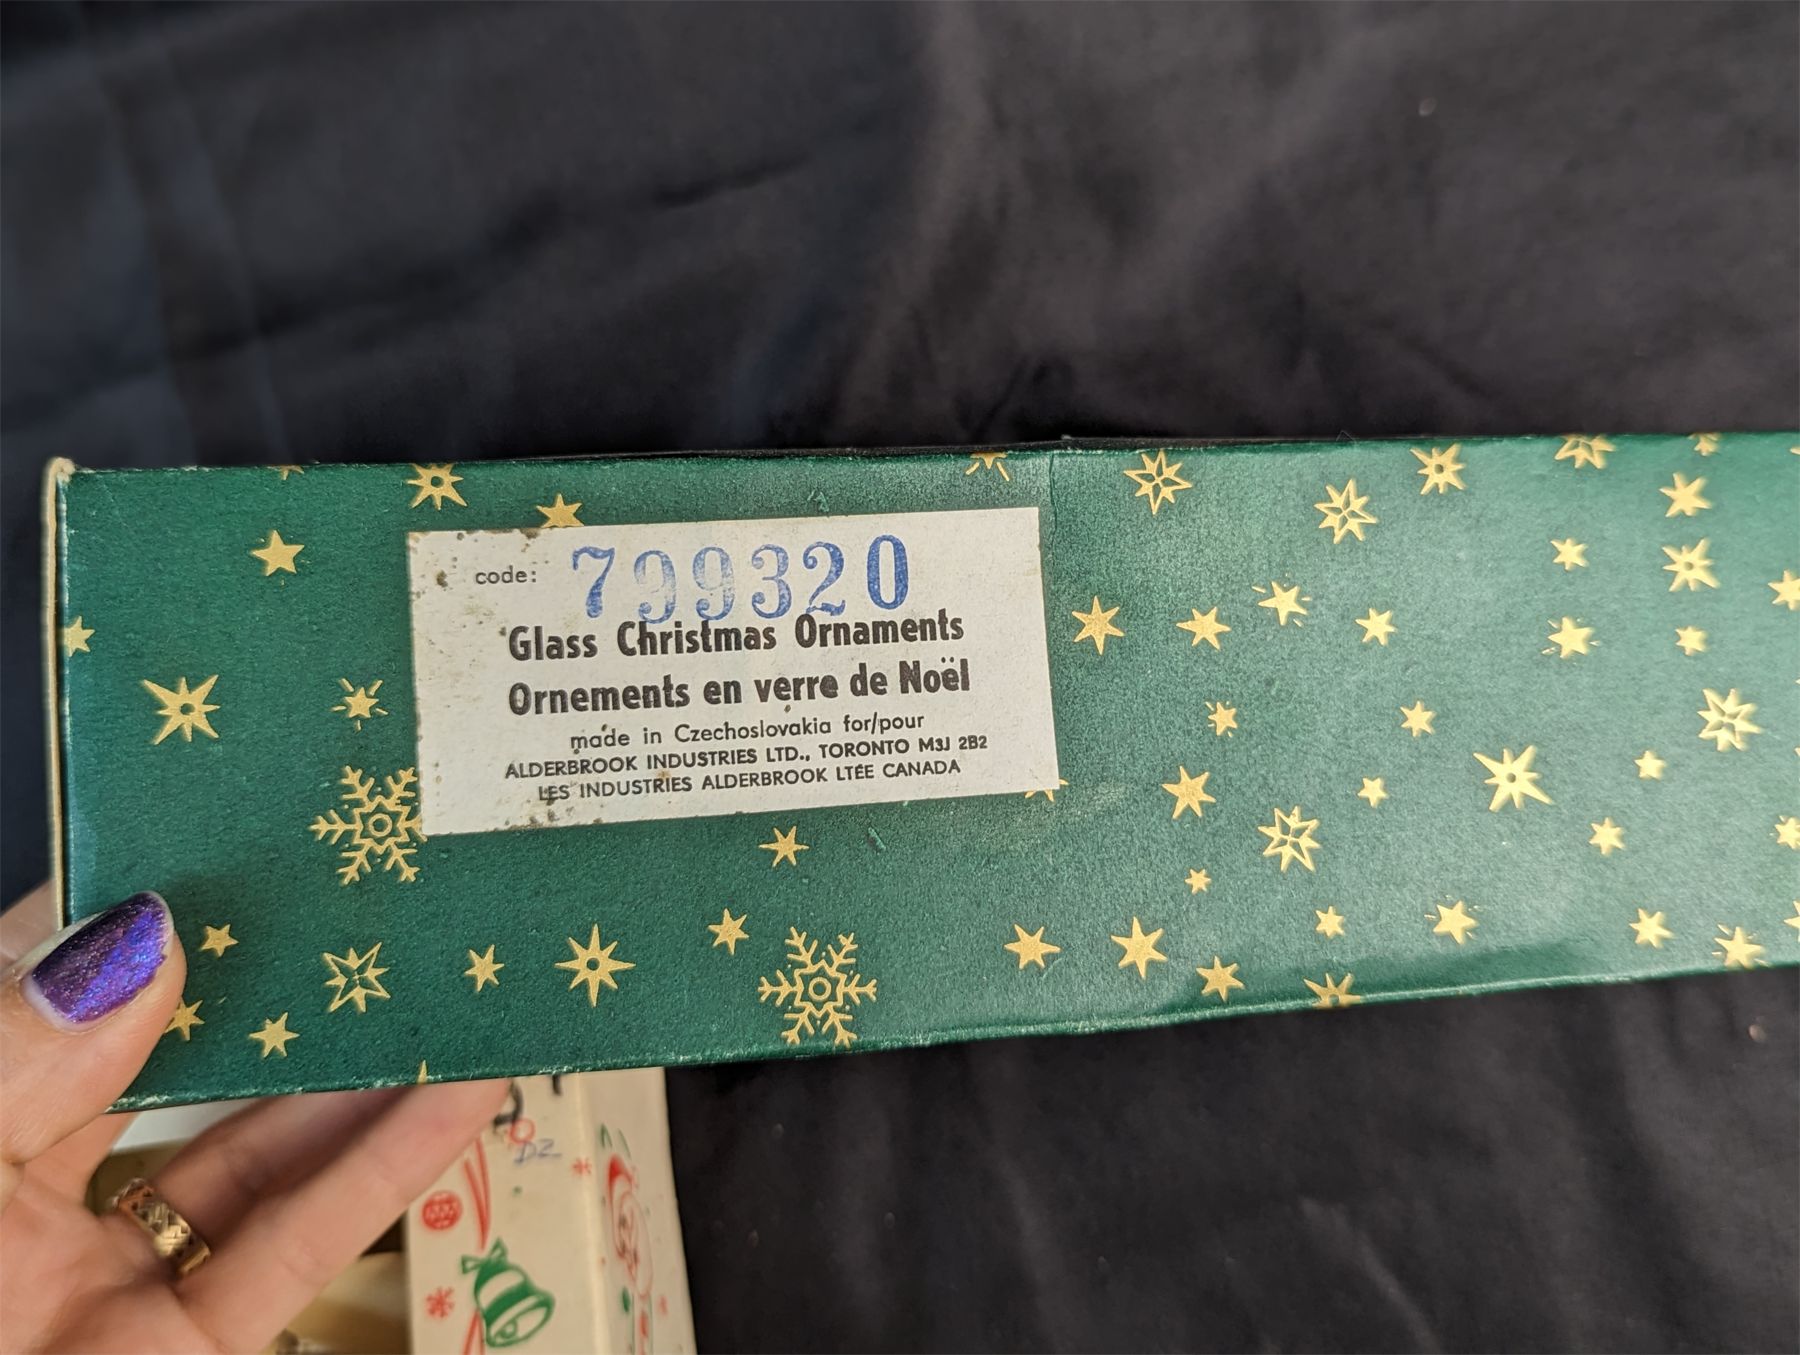 code: 799320
Glass Christmas Ornaments
Ornements en verre de Noël
made in Czechoslovakia for/pour
ALDERBROOK INDUSTRIES LTD., TORONTO M3J 2B2
LES INDUSTRIES ALDERBROOK LTÉE CANADA
DZ